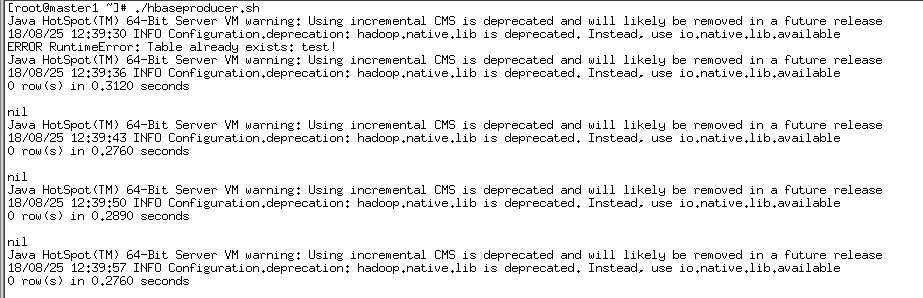 [root@master1 ~]# ./hbaseproducer.sh
Java HotSpot(TM) 64-Bit Server VM warning: Using incremental CMS is deprecated and will likely be removed in a future release
18/08/25 12:39:30 INFO Configuration.deprecation: hadoop.native.lib is deprecated. Instead, use io.native.lib.available
ERROR RuntimeError: Table already exists: test!
Java HotSpot(TM) 64-Bit Server VM warning: Using incremental CMS is deprecated and will likely be removed in a future release
18/08/25 12:39:36 INFO Configuration.deprecation: hadoop.native.lib is deprecated. Instead, use io.native.lib.available
0 row(s) in 0.3120 seconds
nil
Java HotSpot(TM) 64-Bit Server VM warning: Using incremental CMS is deprecated and will likely be removed in a future release
18/08/25 12:39:43 INFO Configuration.deprecation: hadoop.native.lib is deprecated. Instead, use io.native.lib.available
0 row(s) in 0.2760 seconds
nil
Java HotSpot(TM) 64-Bit Server VM warning: Using incremental CMS is deprecated and will likely be removed in a future release
18/08/25 12:39:50 INFO Configuration.deprecation: hadoop.native.lib is deprecated. Instead, use io.native.lib.available
0 row(s) in 0.2890 seconds
nil
Java HotSpot(TM) 64-Bit Server VM warning: Using incremental CMS is deprecated and will likely be removed in a future release
18/08/25 12:39:57 INFO Configuration.deprecation: hadoop.native.lib is deprecated. Instead, use io.native.lib.available
0 row(s) in 0.2760 seconds